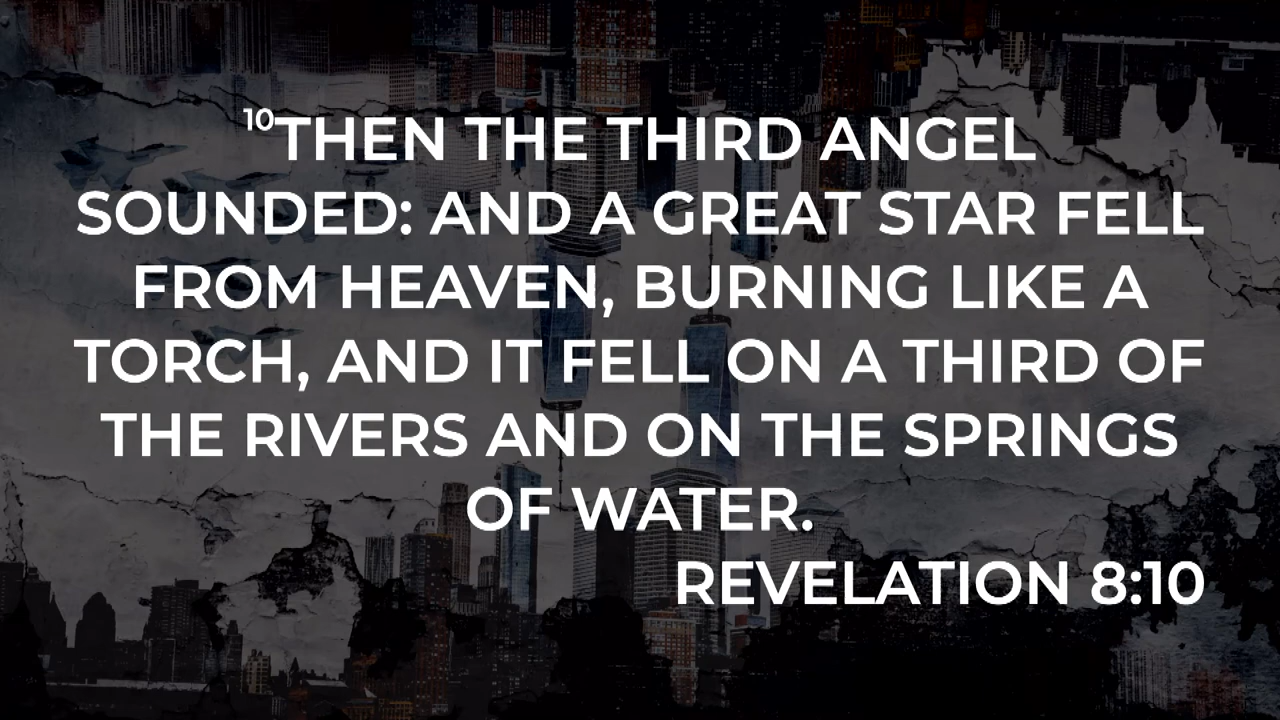 10THEN THE THIRD ANGEL
SOUNDED: AND A GREAT STAR FELL
FROM HEAVEN, BURNING LIKE A
TORCH, AND IT FELL ON A THIRD OF
THE RIVERS AND ON THE SPRINGS
OF WATER.
REVELATION 8:10